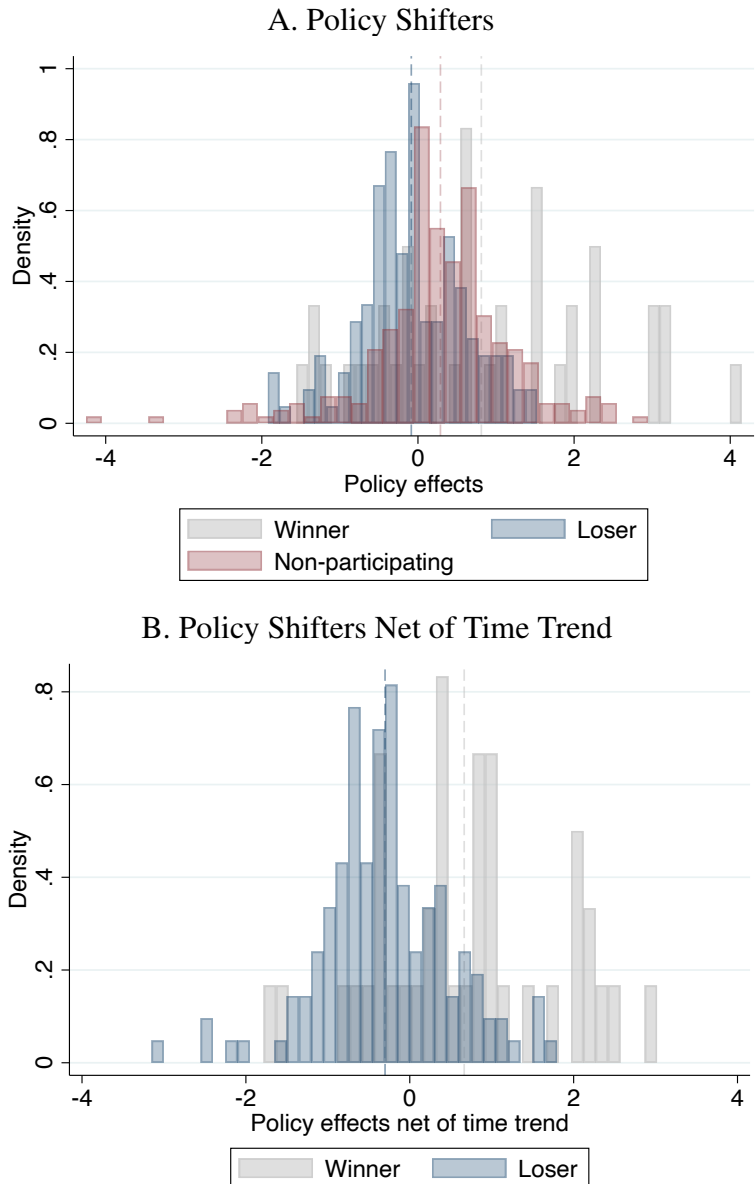 A. Policy Shifters
1
.8
.6
.4
.2
0
Density
-4 -2 0 2 4
Policy effects
Winner Loser
Non-participating
B. Policy Shifters Net of Time Trend
.8
.6
.4
.2
0
Density
-4 -2 0 2 4
Policy effects net of time trend
Winner Loser